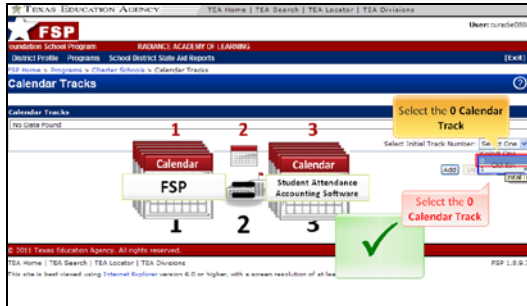 TEXAS EDUCATION AGENCY TEA Home | TEA Search | TEA Locator | TEA Divisions
FSP
oundation School Program RADIANCE ACADEMY OF LEARNING
District Profile Programs School District State Aid Reports [Exit]
FSP Home > Programs > Charter Schools > Calendar Tracks
Calendar Tracks
Calendar Tracks
No Data Found
Select the 0 Calendar
Track
Select Initial Track Number:
1 2 3
Calendar
FSP
Calendar
Student Attendance
Accounting Software
Add
Select the 0
Calendar Track
1 2 3
© 2011 Texas Education Agency. All rights reserved.
TEA Home | TEA Search | TEA Locator | TEA Divisions
This site is best viewed using Internet Explorer version 6.0 or higher, with a screen resolution of at lea